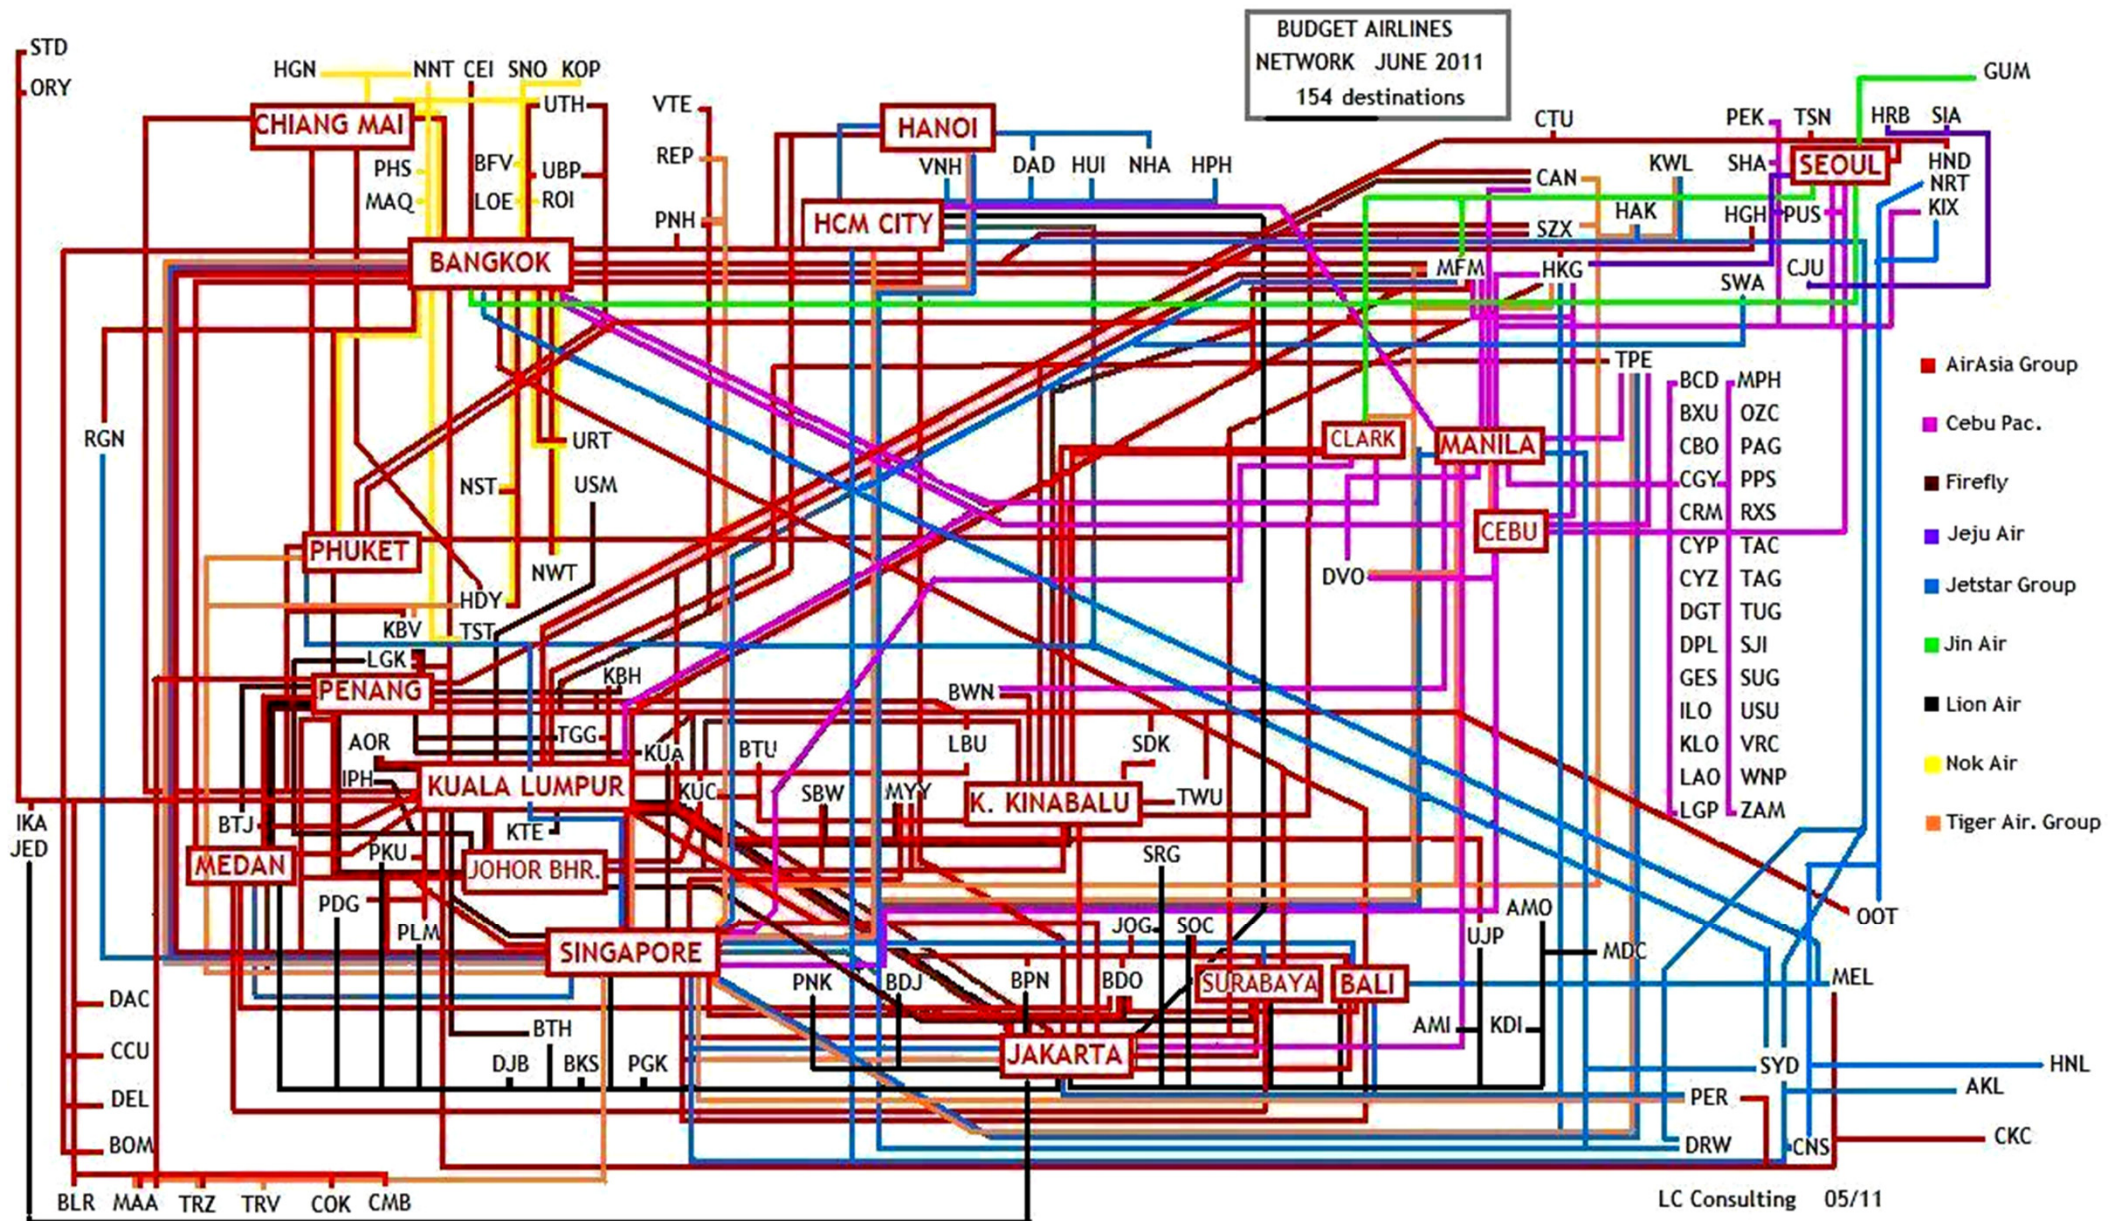 BUDGET AIRLINES
NETWORK JUNE 2011
154 destinations
STD
ORY
HGN
NNT
CEI
SNO
KOP
UTH
VTE
CHIANG MAI
HANOI
CTU
PEK
TSN
HRB
SIA
GUM
PHS
BFV
UBP
REP
VNH
DAD
HUI
NHA
HPH
CAN
KWL
SHA
SEOUL
HND
NRT
KIX
MAQ
LOE
ROI
PNH
HCM CITY
SZX
HAK
HGH
PUS
BANGKOK
MFM
HKG
CJU
SWA
TPE
RGN
URT
NST
USM
CLARK
MANILA
CEBU
PHUKET
NWT
HDY
DVO
KBV
TST
LGK
PENANG
KBH
BWN
BCD
MPH
BXU
OZC
CBO
PAG
CGY
PPS
CRM
RXS
CYP
TAC
CYZ
TAG
DGT
TUG
DPL
SJI
GES
SUG
ILO
USU
KLO
VRC
LAO
WNP
LGP
ZAM
AirAsia Group
Cebu Pac.
Firefly
Jeju Air
Jetstar Group
Jin Air
Lion Air
Nok Air
Tiger Air. Group
AOR
TGG
KUA
BTU
LBU
SDK
IPH
KUALA LUMPUR
KUC
SBW
MYY
K. KINABALU
TWU
IKA
JED
BTJ
KTE
MEDAN
PKU
JOHOR BHR.
SRG
PDG
PLM
JOG
SOC
AMO
UJP
MDC
OOT
SINGAPORE
PNK
BDJ
BPN
BDO
SURABAYA
BALI
MEL
DAC
BTH
AMI
KDI
CCU
DJB
BKS
PGK
JAKARTA
SYD
HNL
DEL
PER
AKL
BOM
DRW
CNS
CKC
BLR
MAA
TRZ
TRV
COK
CMB
LC Consulting 05/11